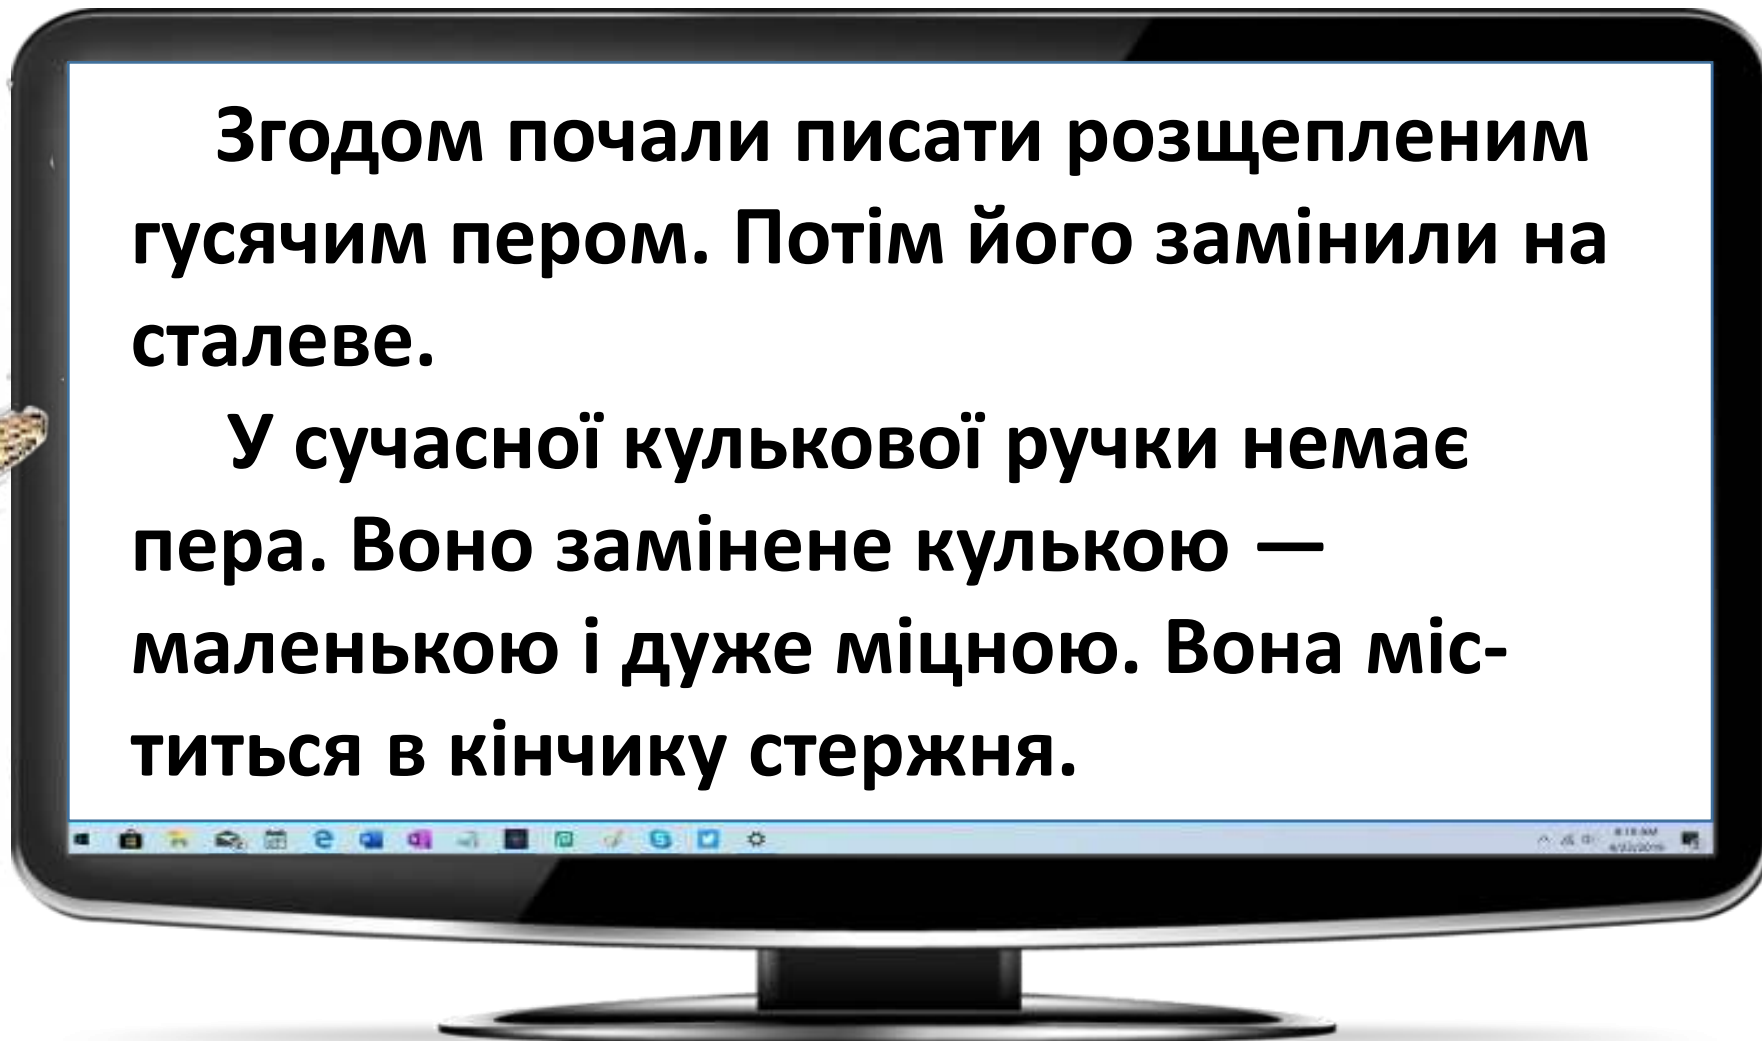 Згодом почали писати розщепленим
гусячим пером. Потім його замінили на
сталеве.
У сучасної кулькової ручки немає
пера. Воно замінене кулькою —
маленькою і дуже міцною. Вона міс-
титься в кінчику стержня.